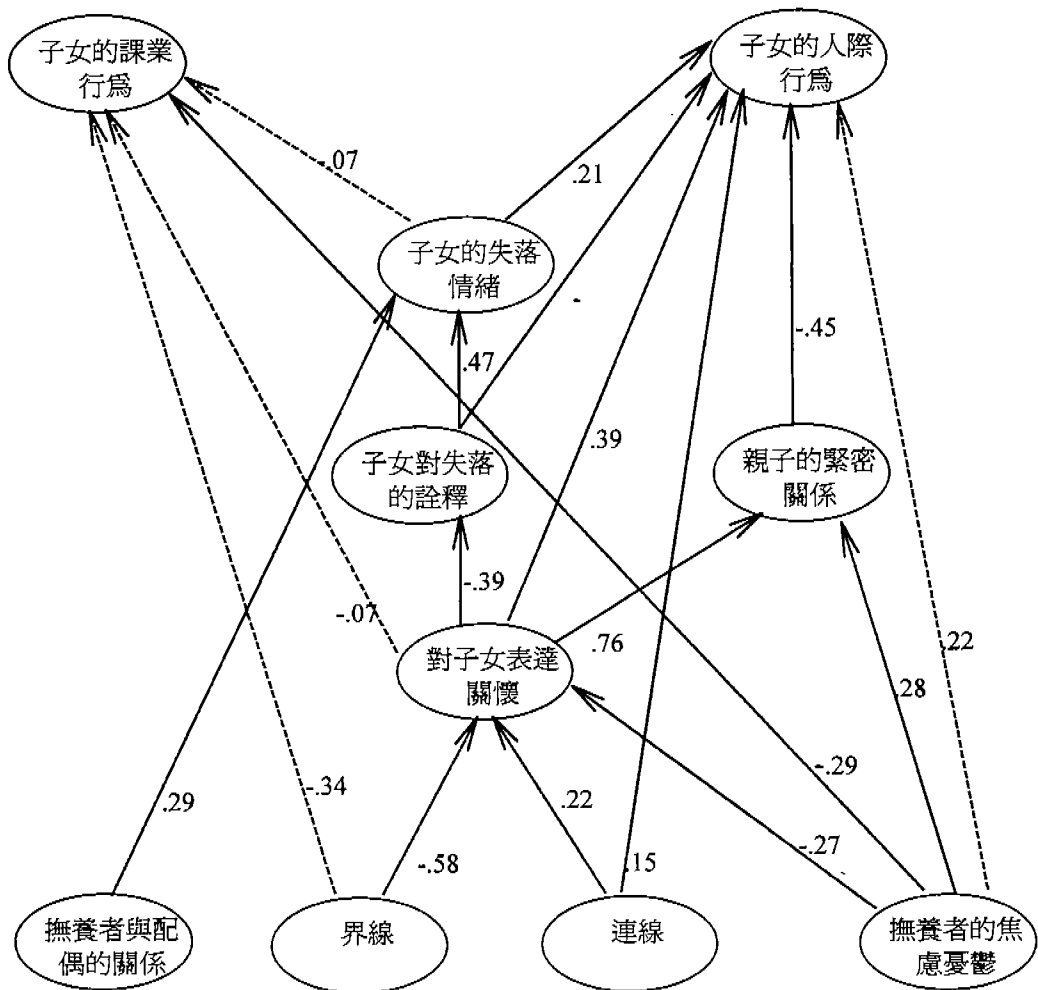 子女的課業
行為
子女的人際
行為
-.07
.21
子女的失落
情緒
-.45
.47
.39
子女對失落
的詮釋
親子的緊密
關係
-.39
-.07
.76
.22
對子女表達
關懷
.28
-.29
-.34
.29
.22
-.27
-.58
.15
撫養者與配
偶的關係
界線
連線
撫養者的焦
慮憂鬱